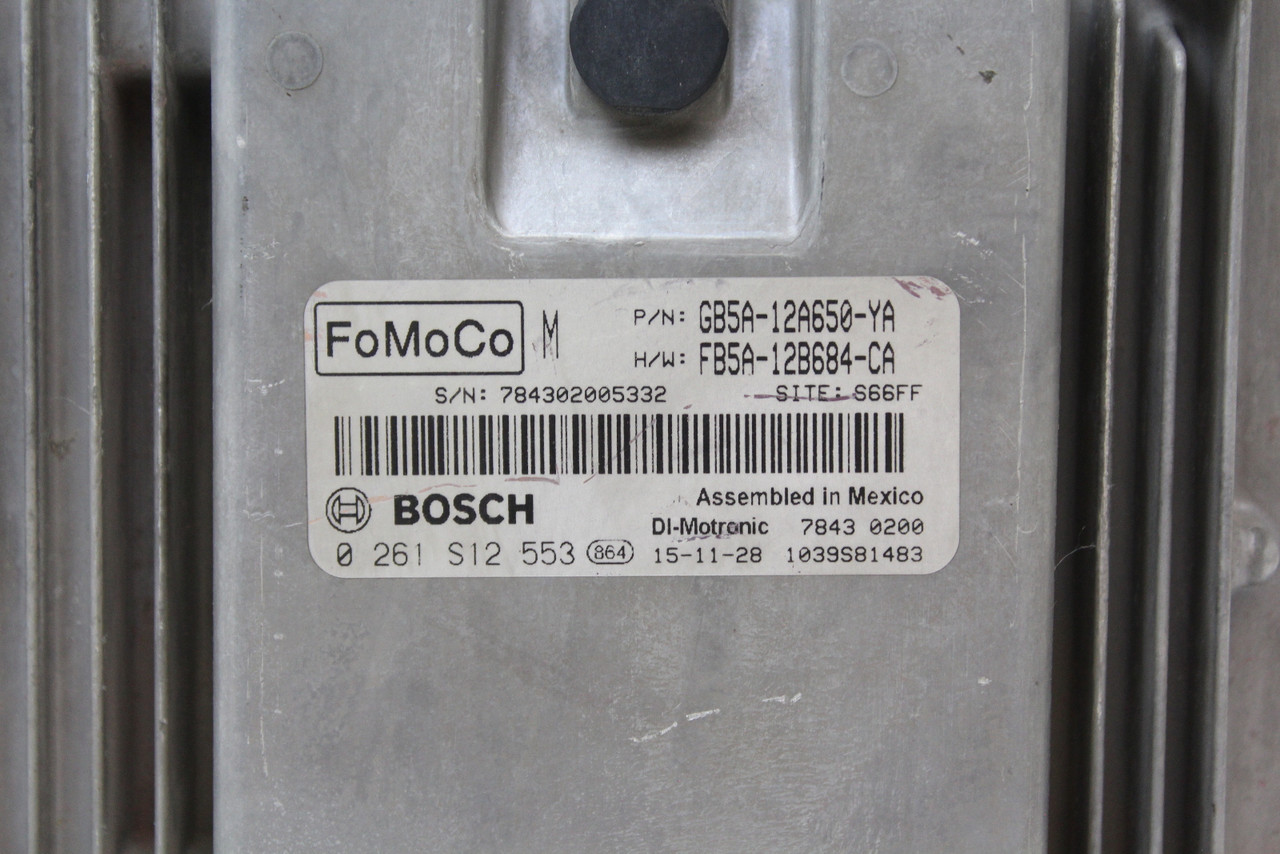 FoMoCo M P/N: GB5A-12A650-YA
H/W: FB5A-12B684-CA
S/N: 784302005332 SITE: S66FF
BOSCH Assembled in Mexico
DI-Motronic 7843 0200
0 261 S12 553 864 15-11-28 1039S81483